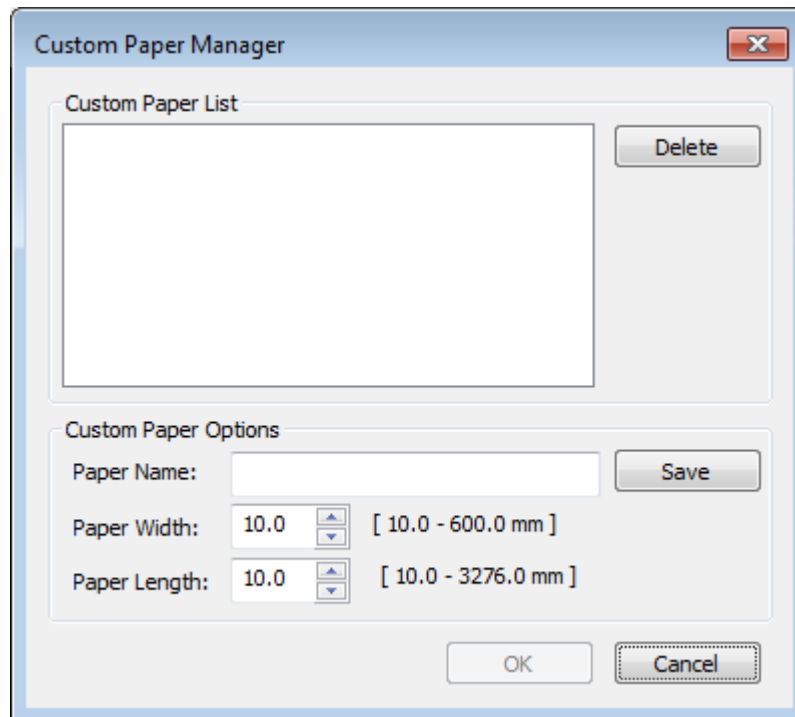 Custom Paper Manager
Custom Paper List
Delete
Custom Paper Options
Paper Name:
Save
Paper Width: 10.0 [ 10.0 - 600.0 mm ]
Paper Length: 10.0 [ 10.0 - 3276.0 mm ]
OK Cancel